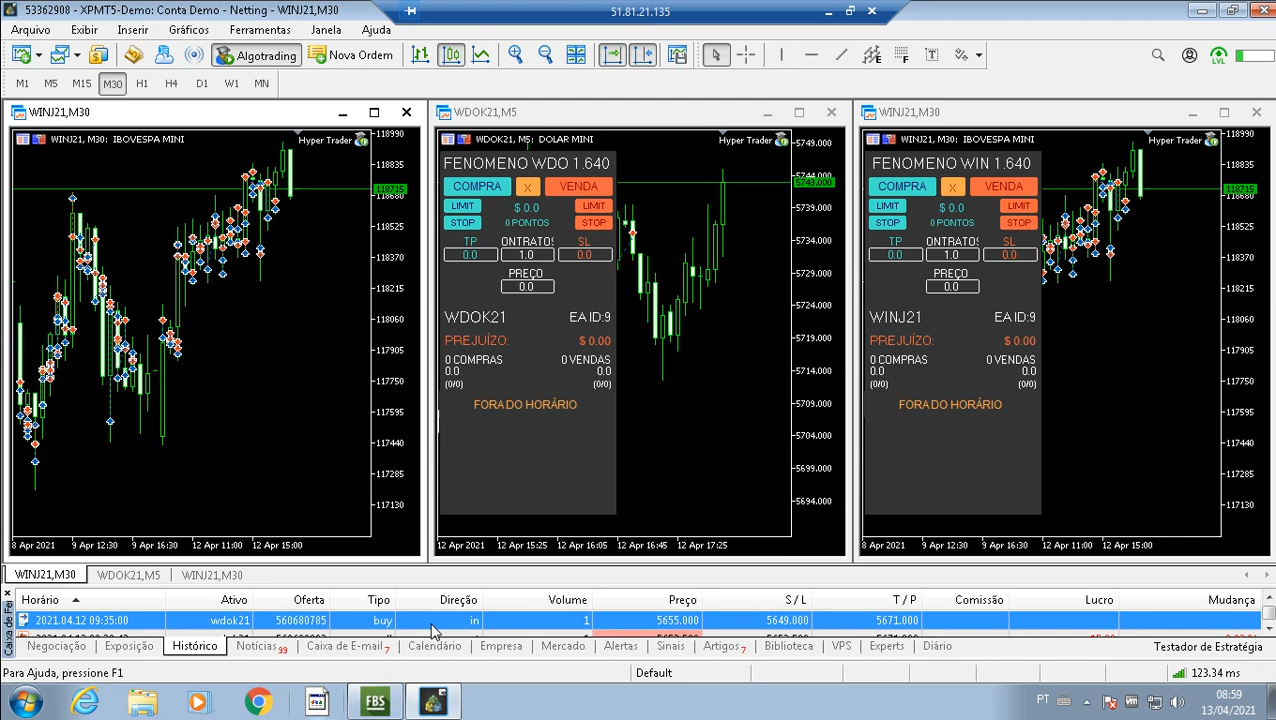 53362908 - XPMT5-Demo: Conta Demo - Netting - WINJ21,M30
51.81.21.135
Arquivo Exibir Inserir Gráficos Ferramentas Janela Ajuda
Algotrading Nova Ordem LVL
M1 M5 M15 M30 H1 H4 D1 W1 MN
WINJ21,M30
WINJ21, M30: IBOVESPA MINI Hyper Trader
118990
118835
118715
118680
118525
118370
118215
118060
117905
117750
117595
117440
117285
117130
8 Apr 2021 9 Apr 12:30 9 Apr 16:30 12 Apr 11:00 12 Apr 15:00
WDOK21,M5
WDOK21, M5: DOLAR MINI Hyper Trader
FENOMENO WDO 1.640
COMPRA X VENDA
LIMIT $ 0.0 LIMIT
STOP 0 PONTOS STOP
TP ONTRATOS SL
0.0 1.0 0.0
PREÇO
0.0
WDOK21 EA ID:9
PREJUÍZO: $ 0.00
0 COMPRAS 0 VENDAS
0.0 0.0
(0/0) (0/0)
FORA DO HORÁRIO
5749.000
5743.000
5739.000
5734.000
5729.000
5724.000
5719.000
5714.000
5709.000
5704.000
5699.000
5694.000
12 Apr 2021 12 Apr 15:25 12 Apr 16:05 12 Apr 16:45 12 Apr 17:25
WINJ21,M30
WINJ21, M30: IBOVESPA MINI Hyper Trader
FENOMENO WIN 1.640
COMPRA X VENDA
LIMIT $ 0.0 LIMIT
STOP 0 PONTOS STOP
TP ONTRATOS SL
0.0 1.0 0.0
PREÇO
0.0
WINJ21 EA ID:9
PREJUÍZO: $ 0.00
0 COMPRAS 0 VENDAS
0.0 0.0
(0/0) (0/0)
FORA DO HORÁRIO
118990
118835
118715
118680
118525
118370
118215
118060
117905
117750
117595
117440
117285
117130
8 Apr 2021 9 Apr 12:30 9 Apr 16:30 12 Apr 11:00 12 Apr 15:00
WINJ21,M30 WDOK21,M5 WINJ21,M30
Caixa de Fe
Horário Ativo Oferta Tipo Direção Volume Preço S / L T / P Comissão Lucro Mudança
2021.04.12 09:35:00 wdok21 560680785 buy in 1 5655.000 5649.000 5671.000
Negociação Exposição Histórico Notícias 99 Caixa de E-mail 7 Calendário Empresa Mercado Alertas Sinais Artigos 7 Biblioteca VPS Experts Diário Testador de Estratégia
Para Ajuda, pressione F1 Default 123.34 ms
FBS PT 08:59
13/04/2021